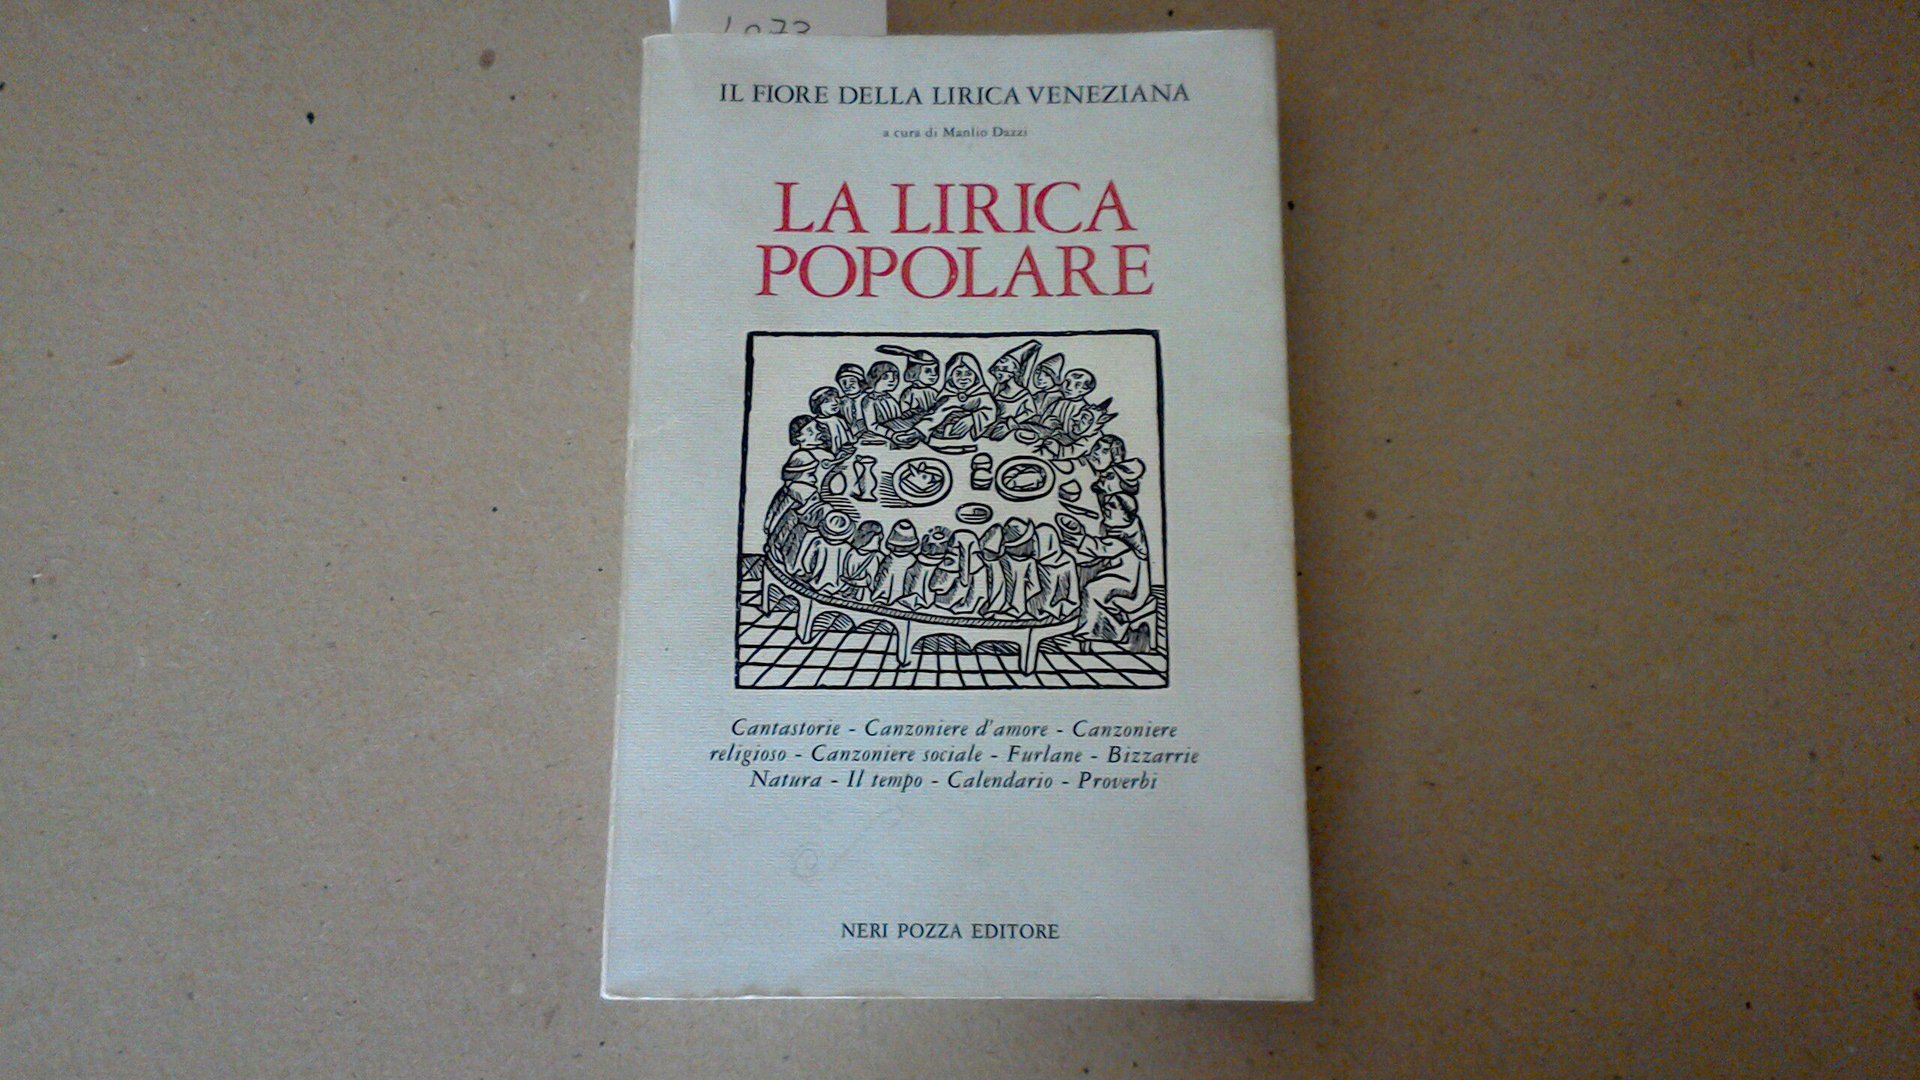 IL FIORE DELLA LIRICA VENEZIANA
a cura di Manlio Dazzi
LA LIRICA
POPOLARE
Cantastorie - Canzoniere d'amore - Canzoniere
religioso - Canzoniere sociale - Furlane - Bizzarrie
Natura - Il tempo - Calendario - Proverbi
NERI POZZA EDITORE